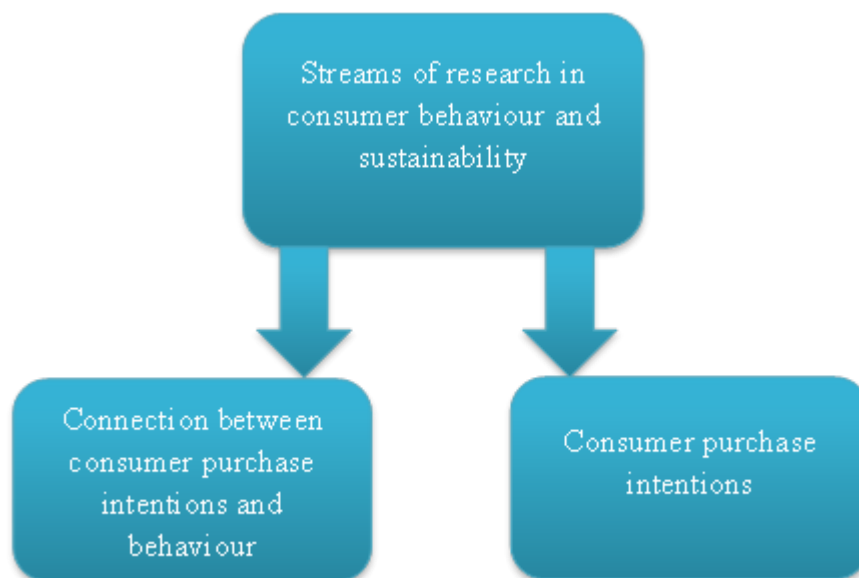 Streams of research in
consumer behaviour and
sustainability
Connection between
consumer purchase
intentions and
behaviour
Consumer purchase
intentions